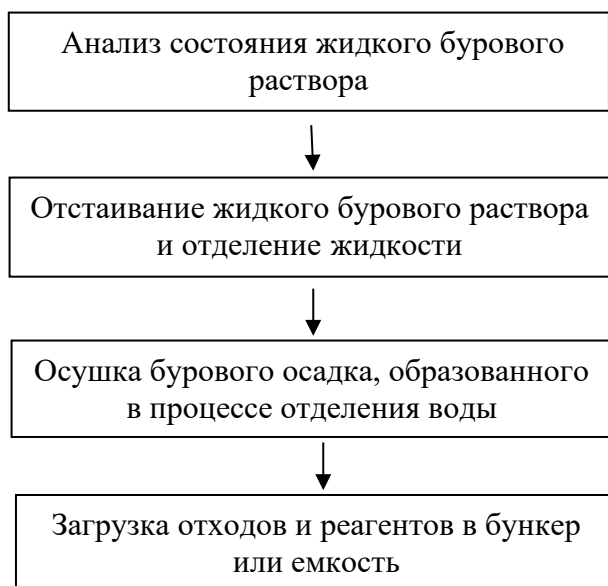 Анализ состояния жидкого бурового
раствора
Отстаивание жидкого бурового раствора
и отделение жидкости
Осушка бурового осадка, образованного
в процессе отделения воды
Загрузка отходов и реагентов в бункер
или емкость